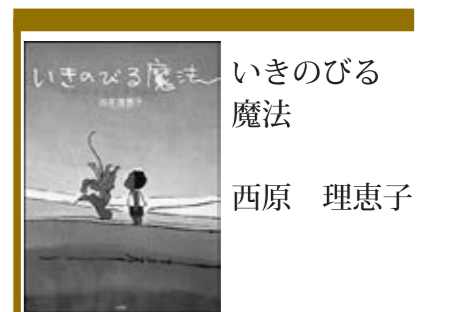 いきのびる魔法
西原理恵子
いきのびる
魔法
西原　理恵子